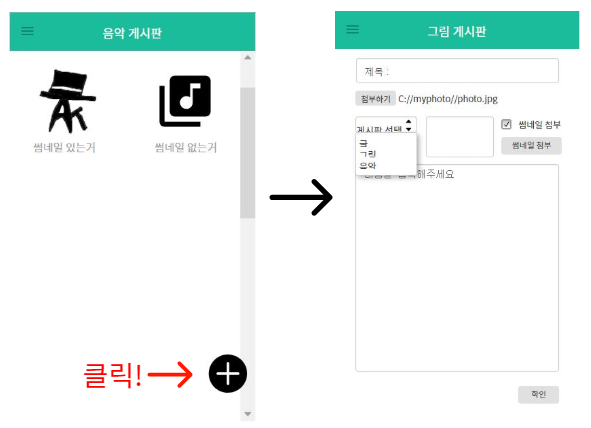 음악 게시판
썸네일 있는거
썸네일 없는거
클릭!
그림 게시판
제목 :
첨부하기 C://myphoto//photo.jpg
게시판 선택
글
그림
음악
썸네일 첨부
썸네일 첨부
해주세요
확인